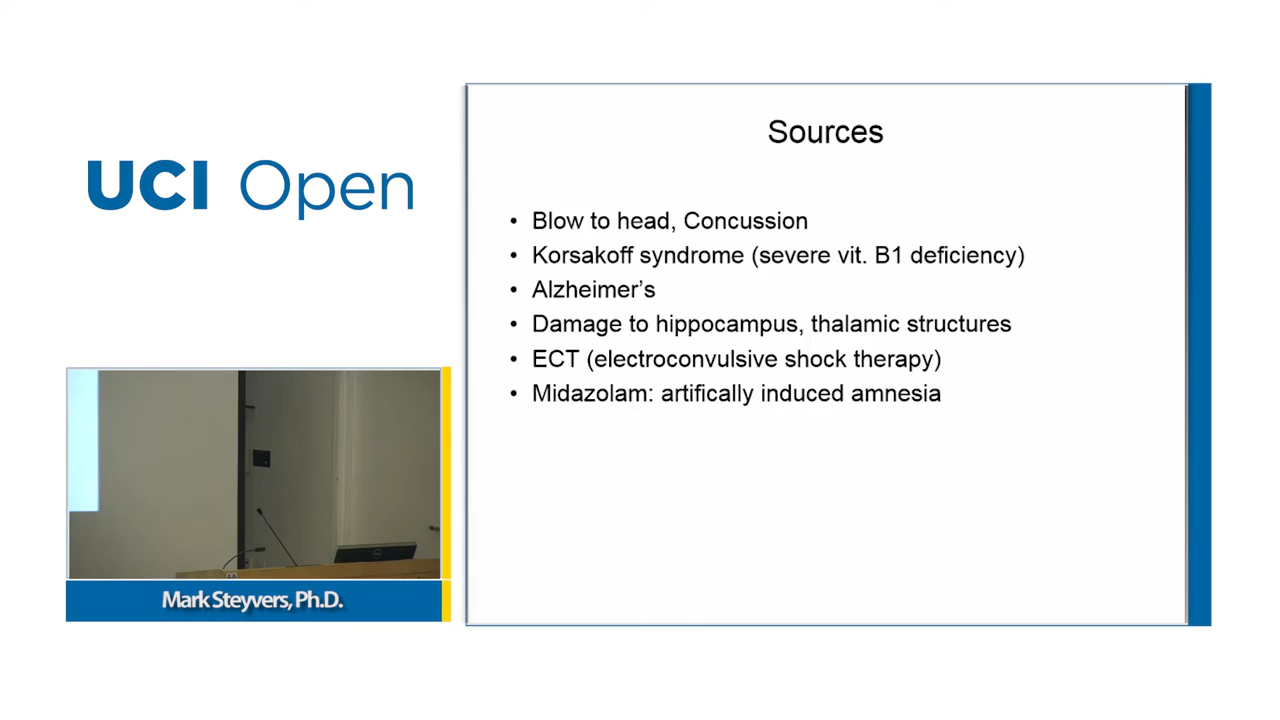 UCI Open
Sources
• Blow to head, Concussion
• Korsakoff syndrome (severe vit. B1 deficiency)
• Alzheimer’s
• Damage to hippocampus, thalamic structures
• ECT (electroconvulsive shock therapy)
• Midazolam: artifically induced amnesia
Mark Steyvers, Ph.D.